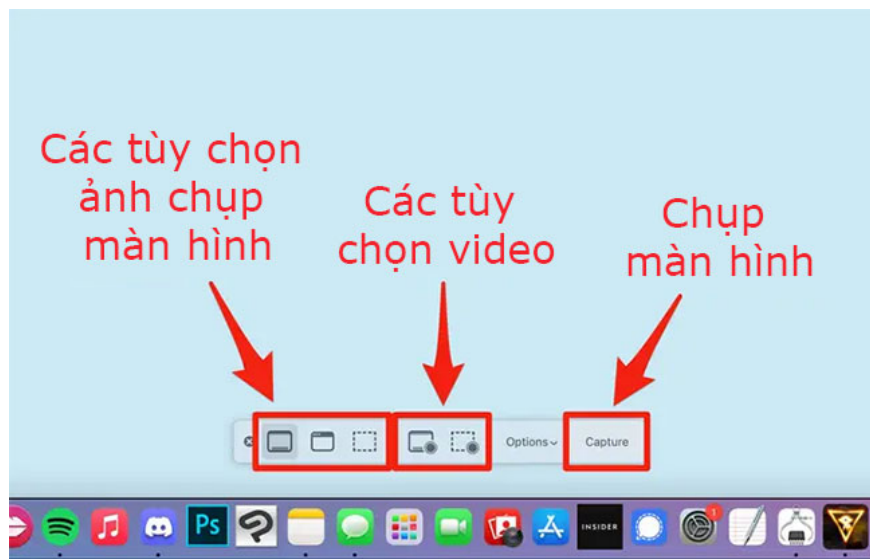 Các tùy chọn
ảnh chụp
màn hình
Các tùy
chọn video
Chụp
màn hình
Options
Capture
Ps
INSIDER
1